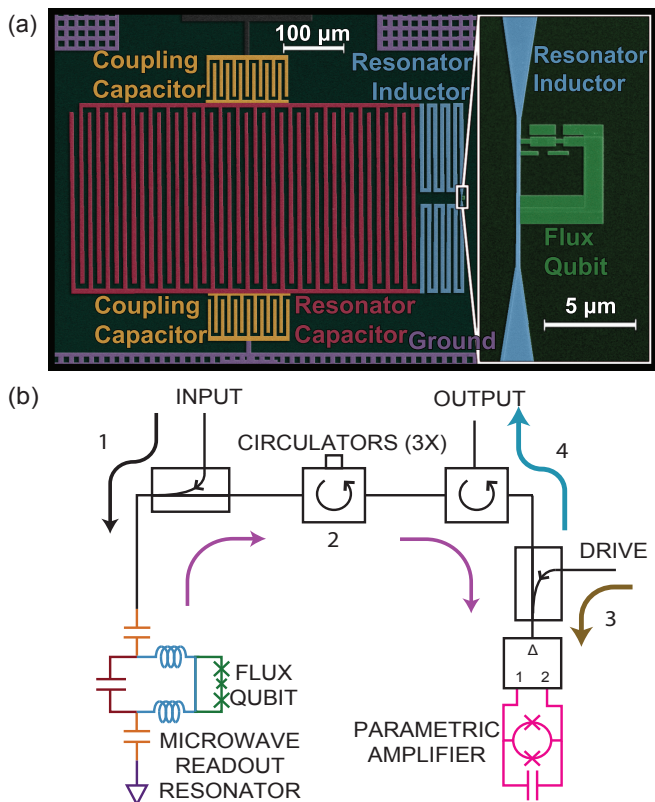 (a)
100 μm
Coupling
Capacitor
Resonator
Inductor
Resonator
Inductor
Flux
Qubit
5 μm
Coupling
Capacitor
Resonator
Capacitor
Ground
(b)
INPUT
OUTPUT
1
CIRCULATORS (3X)
4
2
DRIVE
3
Δ
1 2
FLUX
QUBIT
MICROWAVE
READOUT
RESONATOR
PARAMETRIC
AMPLIFIER